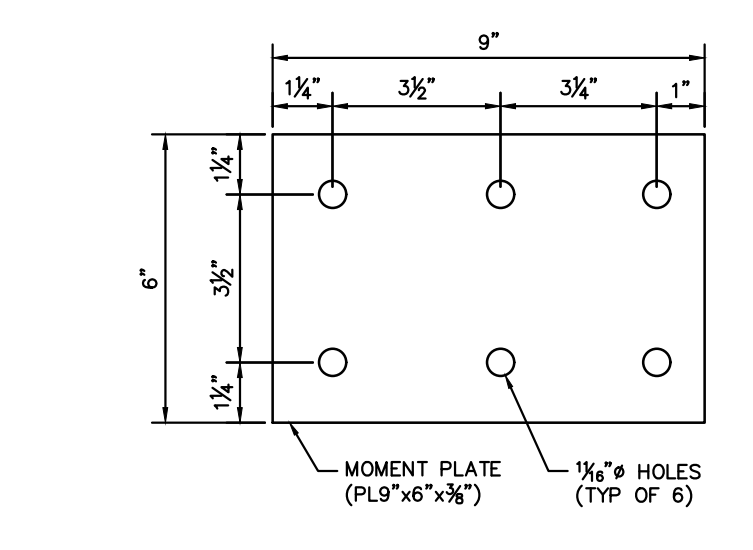 9"
1¼" 3½" 3¼" 1"
1¼"
6"
3½"
1¼"
MOMENT PLATE
(PL9"x6"x⅜")
11/16"ø HOLES
(TYP OF 6)